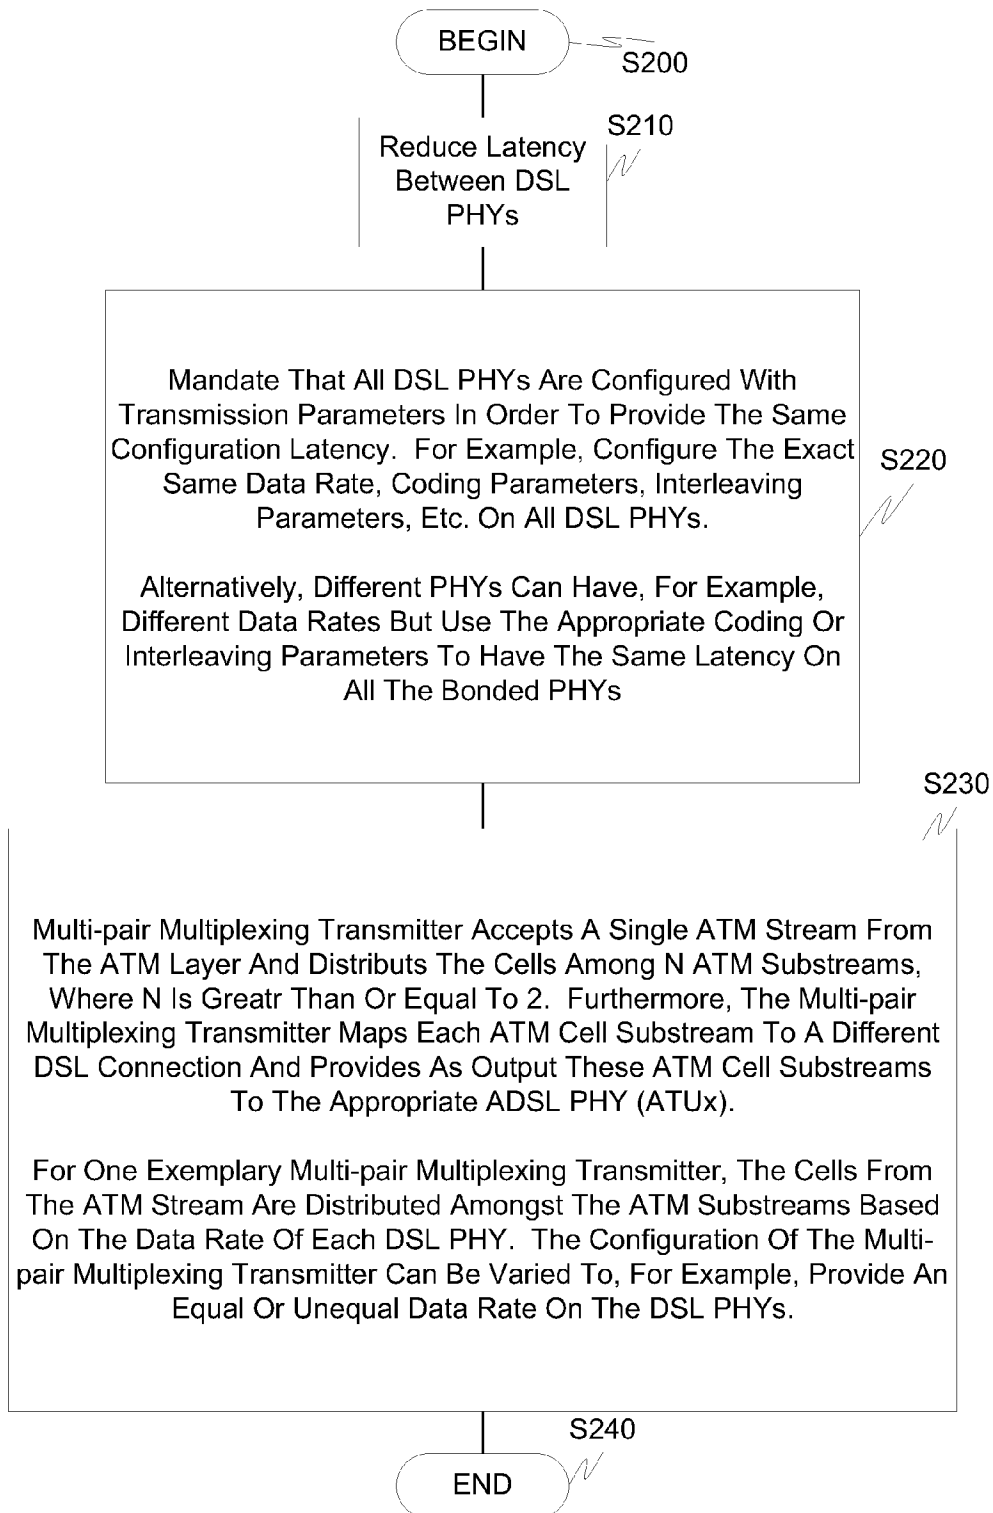 BEGIN
S200
S210
Reduce Latency
Between DSL
PHYs
Mandate That All DSL PHYs Are Configured With
Transmission Parameters In Order To Provide The Same
Configuration Latency.  For Example, Configure The Exact
Same Data Rate, Coding Parameters, Interleaving
Parameters, Etc. On All DSL PHYs.
S220
Alternatively, Different PHYs Can Have, For Example,
Different Data Rates But Use The Appropriate Coding Or
Interleaving Parameters To Have The Same Latency On
All The Bonded PHYs
S230
Multi-pair Multiplexing Transmitter Accepts A Single ATM Stream From
The ATM Layer And Distributs The Cells Among N ATM Substreams,
Where N Is Greatr Than Or Equal To 2.  Furthermore, The Multi-pair
Multiplexing Transmitter Maps Each ATM Cell Substream To A Different
DSL Connection And Provides As Output These ATM Cell Substreams
To The Appropriate ADSL PHY (ATUx).
For One Exemplary Multi-pair Multiplexing Transmitter, The Cells From
The ATM Stream Are Distributed Amongst The ATM Substreams Based
On The Data Rate Of Each DSL PHY.  The Configuration Of The Multi-
pair Multiplexing Transmitter Can Be Varied To, For Example, Provide An
Equal Or Unequal Data Rate On The DSL PHYs.
S240
END